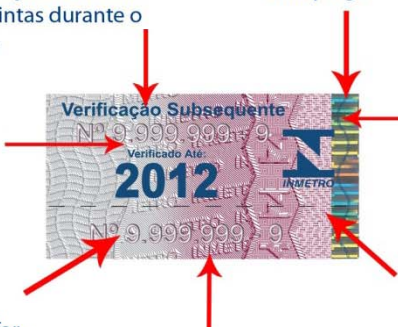 intas durante o
Verificação Subsequente
Nº 9.999.999 - 9
Verificado Até:
2012
INMETRO
Nº 9.999.999 - 9